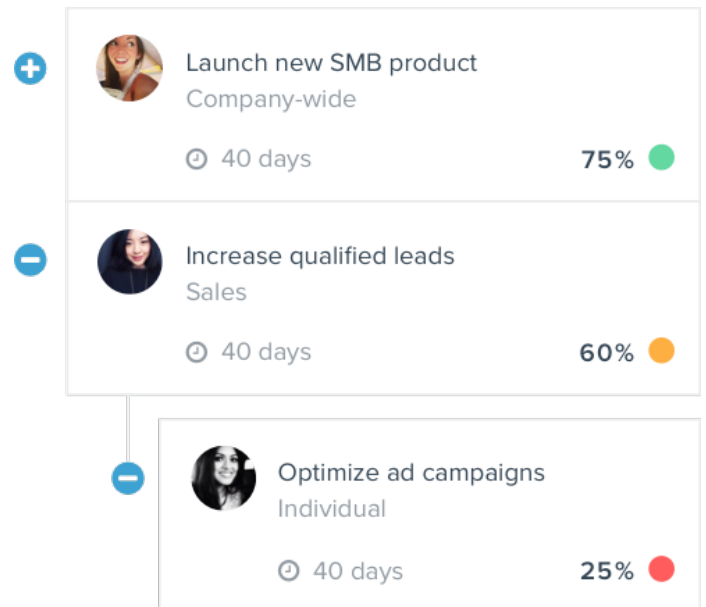 Launch new SMB product
Company-wide
40 days 75%
Increase qualified leads
Sales
40 days 60%
Optimize ad campaigns
Individual
40 days 25%